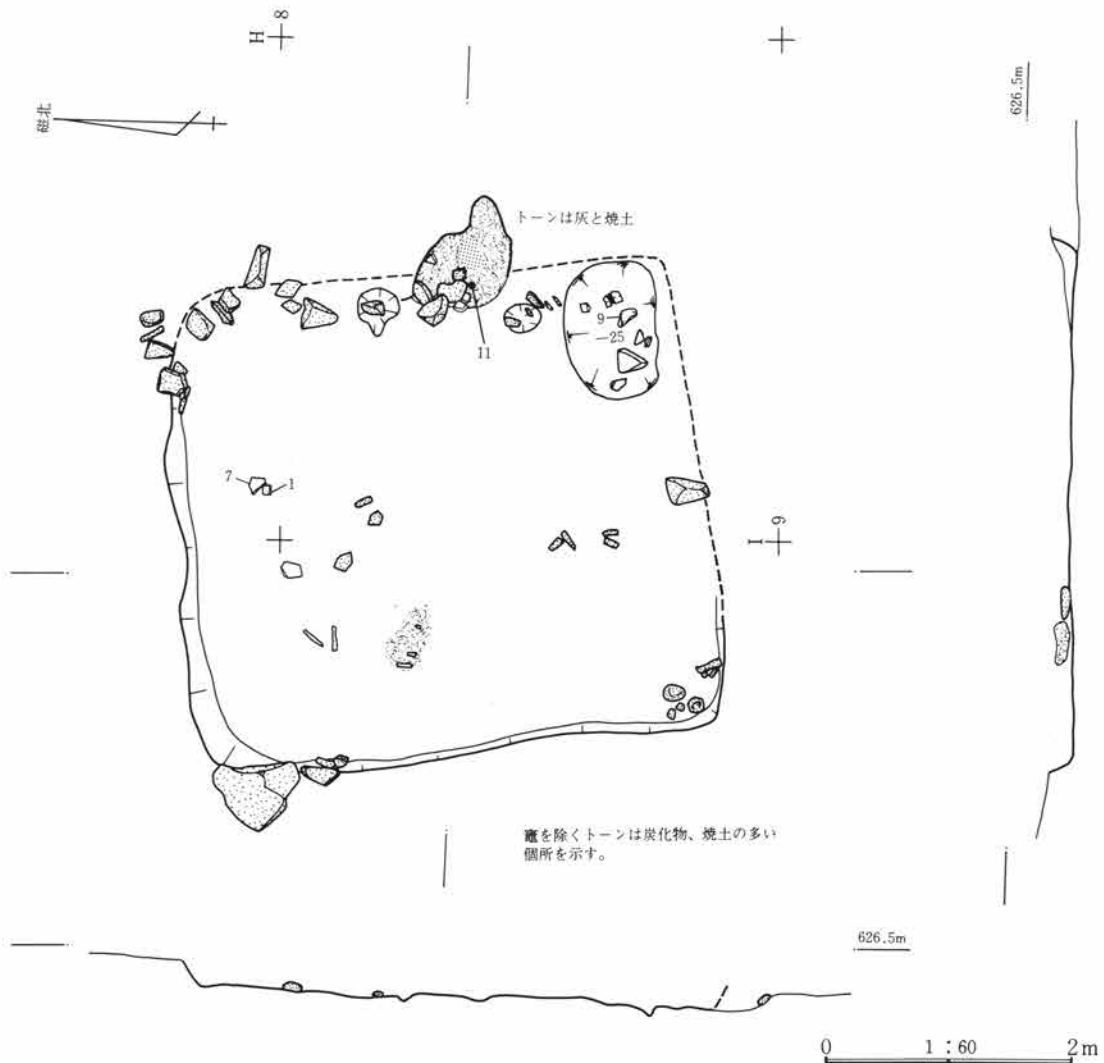 H 8
626.5m
磁北
トーンは灰と焼土
9
-25
11
7
1
I 9
竈を除くトーンは炭化物、焼土の多い
個所を示す。
626.5m
0 1:60 2m